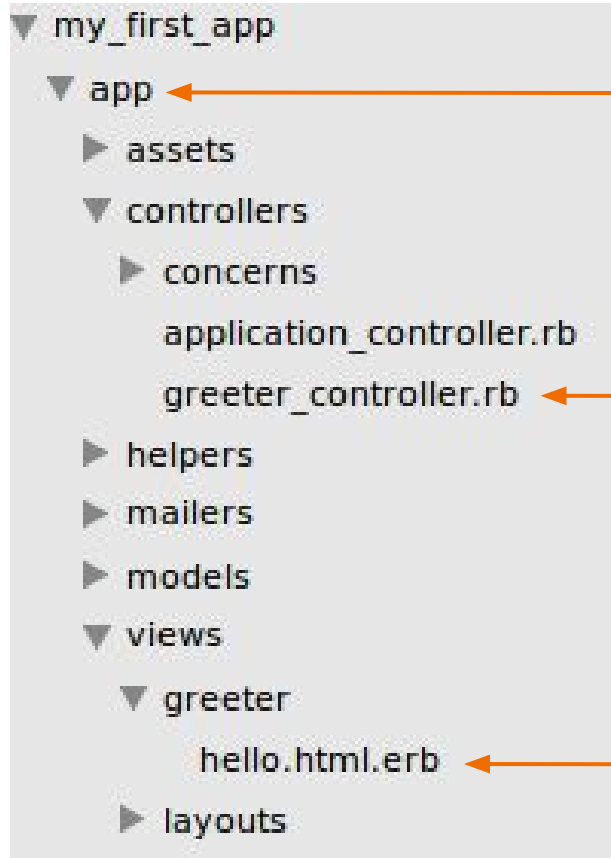 my_first_app
app
assets
controllers
concerns
application_controller.rb
greeter_controller.rb
helpers
mailers
models
views
greeter
hello.html.erb
layouts